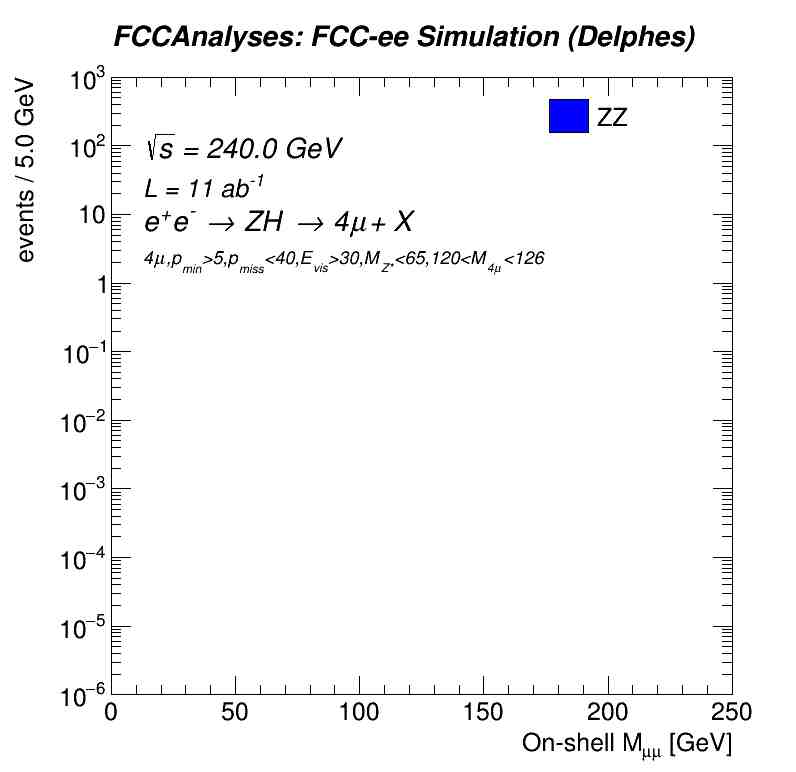 FCCAnalyses: FCC-ee Simulation (Delphes)
events / 5.0 GeV
10³
10²
10
1
10⁻¹
10⁻²
10⁻³
10⁻⁴
10⁻⁵
10⁻⁶
ZZ
√s = 240.0 GeV
L = 11 ab⁻¹
e⁺e⁻ → ZH → 4μ + X
4μ,p_min>5,p_miss<40,E_vis>30,M_Z*<65,120<M_4μ<126
0 50 100 150 200 250
On-shell M_μμ [GeV]